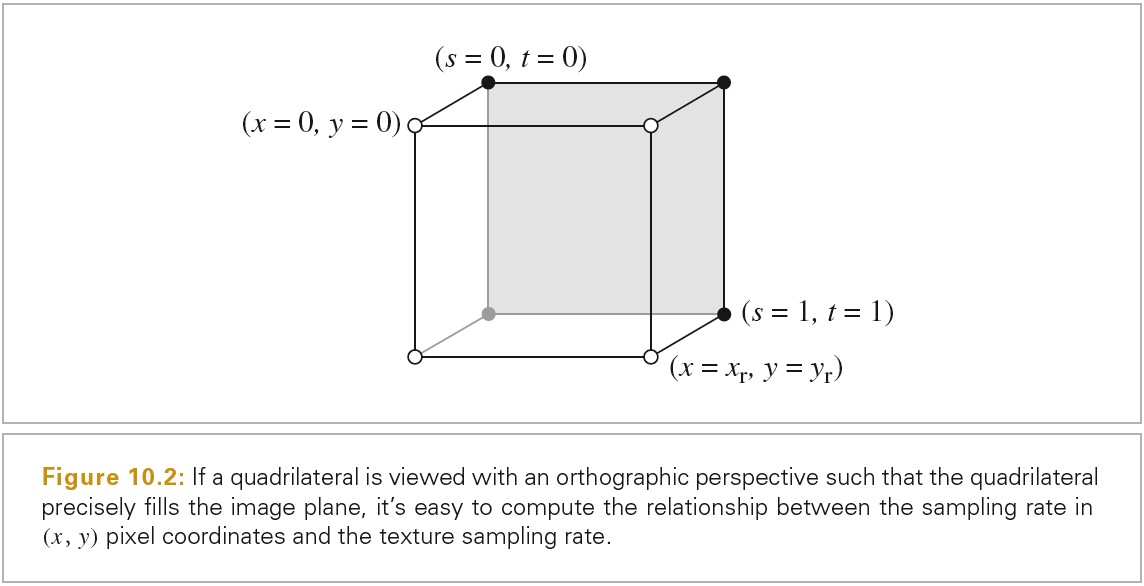 (s = 0, t = 0)
(x = 0, y = 0)
(s = 1, t = 1)
(x = xr, y = yr)
Figure 10.2: If a quadrilateral is viewed with an orthographic perspective such that the quadrilateral
precisely fills the image plane, it’s easy to compute the relationship between the sampling rate in
(x, y) pixel coordinates and the texture sampling rate.